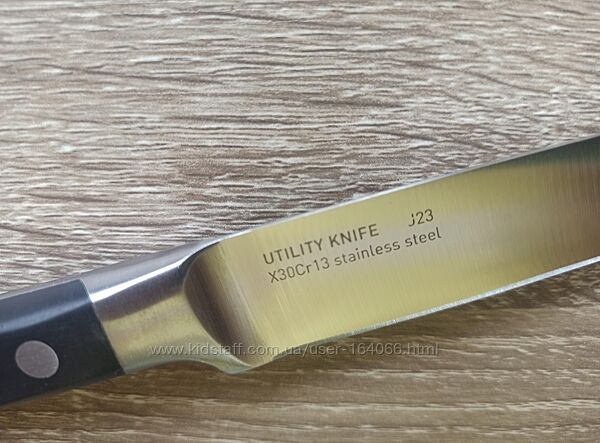 UTILITY KNIFE J23
X30Cr13 stainless steel
www.kidstaff.com.ua/user-164066.html